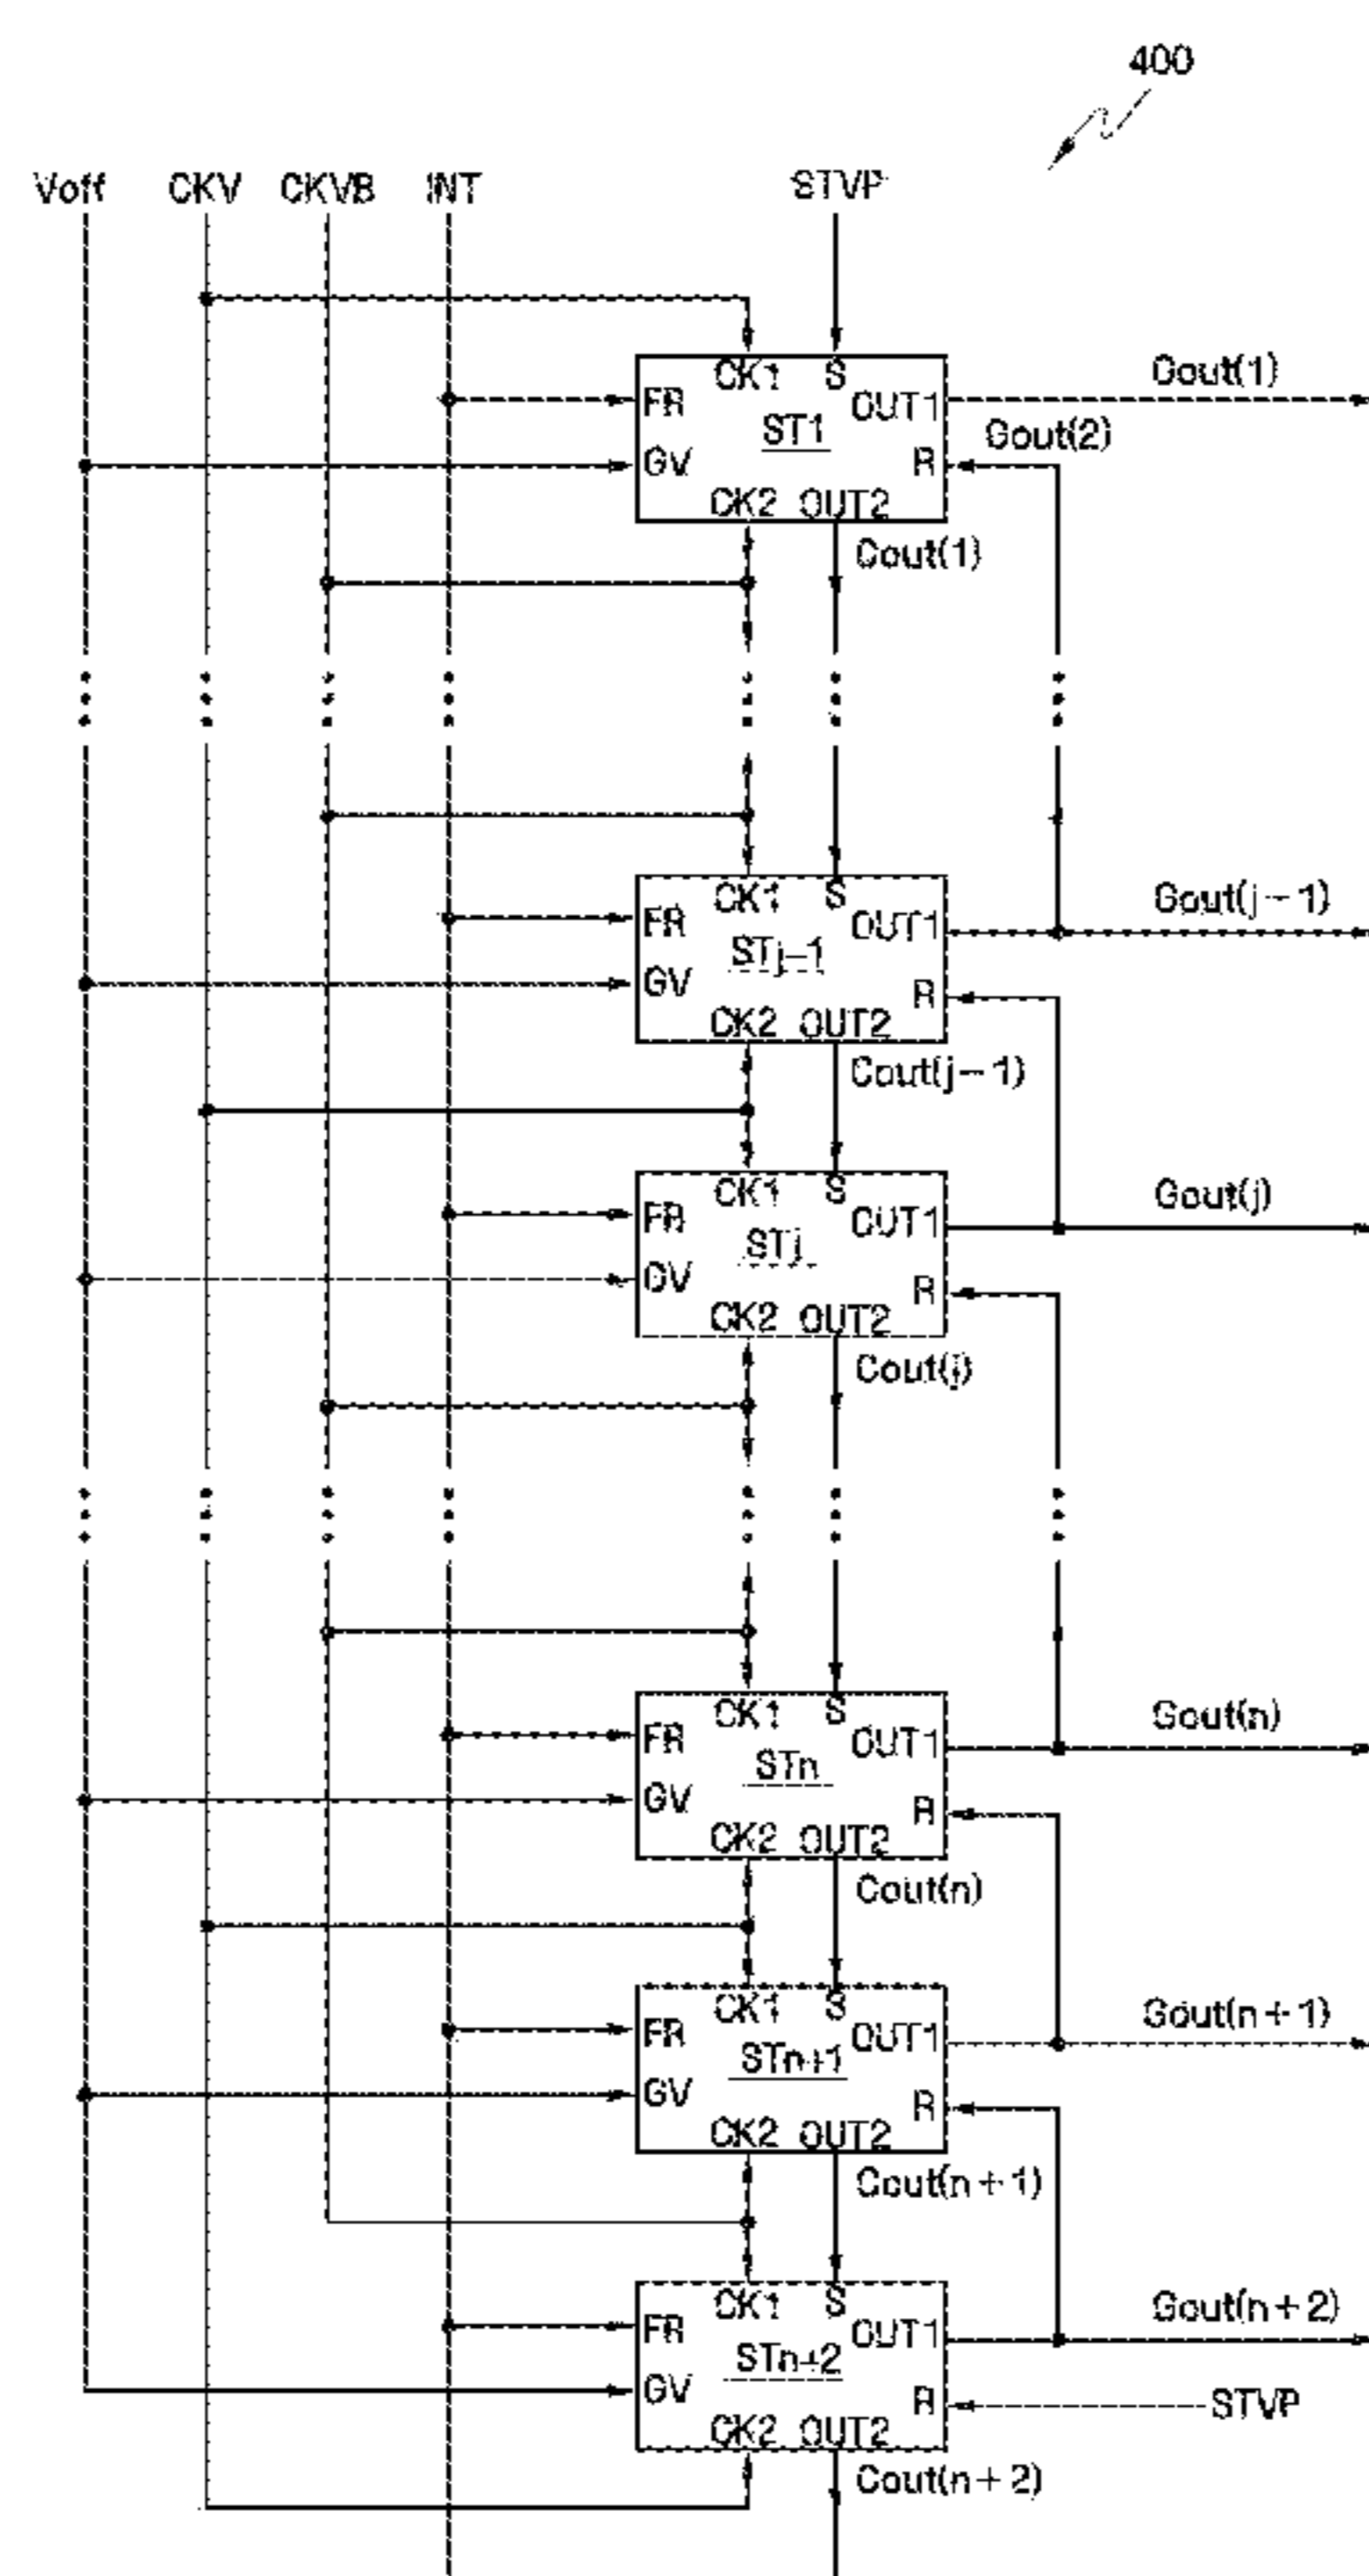 400
Voff CKV CKVB INT STVP
CK1 S
FR OUT1 Gout(1)
ST1 Gout(2)
GV R
CK2 OUT2
Cout(1)
CK1 S
FR OUT1 Gout(j-1)
STj-1
GV R
CK2 OUT2
Cout(j-1)
CK1 S
FR OUT1 Gout(j)
STj
GV R
CK2 OUT2
Cout(j)
CK1 S
FR OUT1 Gout(n)
STn
GV R
CK2 OUT2
Cout(n)
CK1 S
FR OUT1 Gout(n+1)
STn+1
GV R
CK2 OUT2
Cout(n+1)
CK1 S
FR OUT1 Gout(n+2)
STn+2
GV R STVP
CK2 OUT2
Cout(n+2)